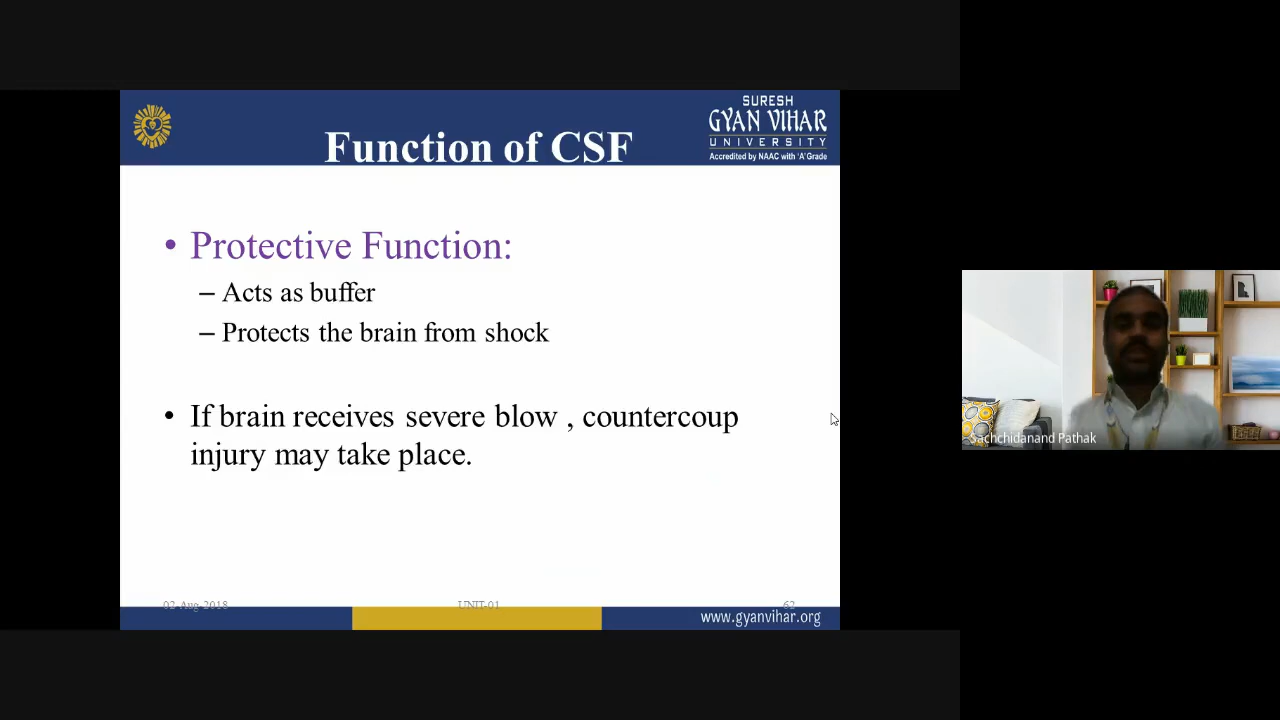 SURESH
GYAN VIHAR
UNIVERSITY
Accredited by NAAC with 'A' Grade
Function of CSF
• Protective Function:
– Acts as buffer
– Protects the brain from shock
• If brain receives severe blow , countercoup
injury may take place.
Sachchidanand Pathak
02-Aug-2018
UNIT-01
62
www.gyanvihar.org